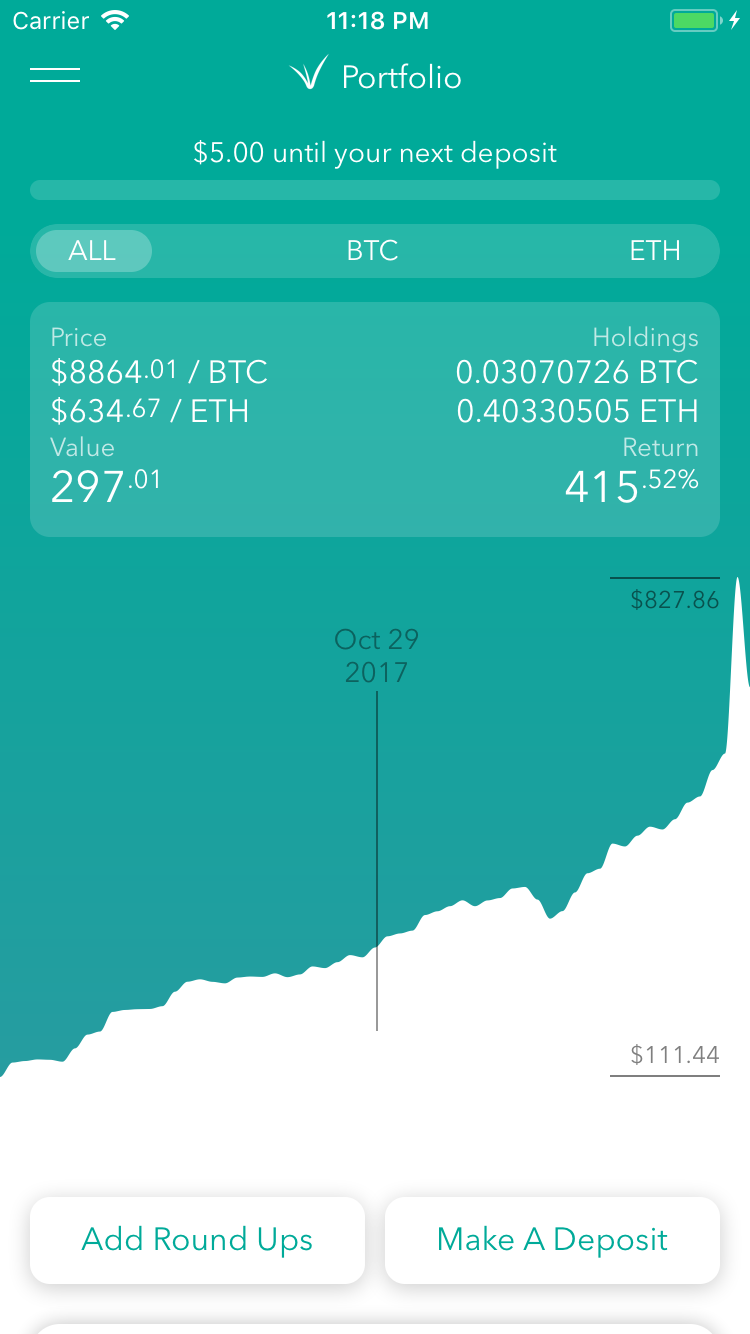 Carrier 11:18 PM
Portfolio
$5.00 until your next deposit
ALL BTC ETH
Price Holdings
$8864.01 / BTC 0.03070726 BTC
$634.67 / ETH 0.40330505 ETH
Value Return
297.01 415.52%
$827.86
Oct 29
2017
$111.44
Add Round Ups Make A Deposit